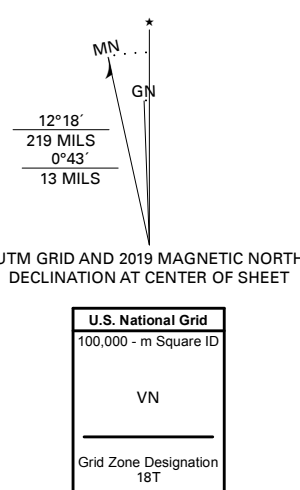 ★
MN
GN
12°18´
219 MILS
0°43´
13 MILS
UTM GRID AND 2019 MAGNETIC NORTH
DECLINATION AT CENTER OF SHEET
U.S. National Grid
100,000 - m Square ID
VN
Grid Zone Designation
18T